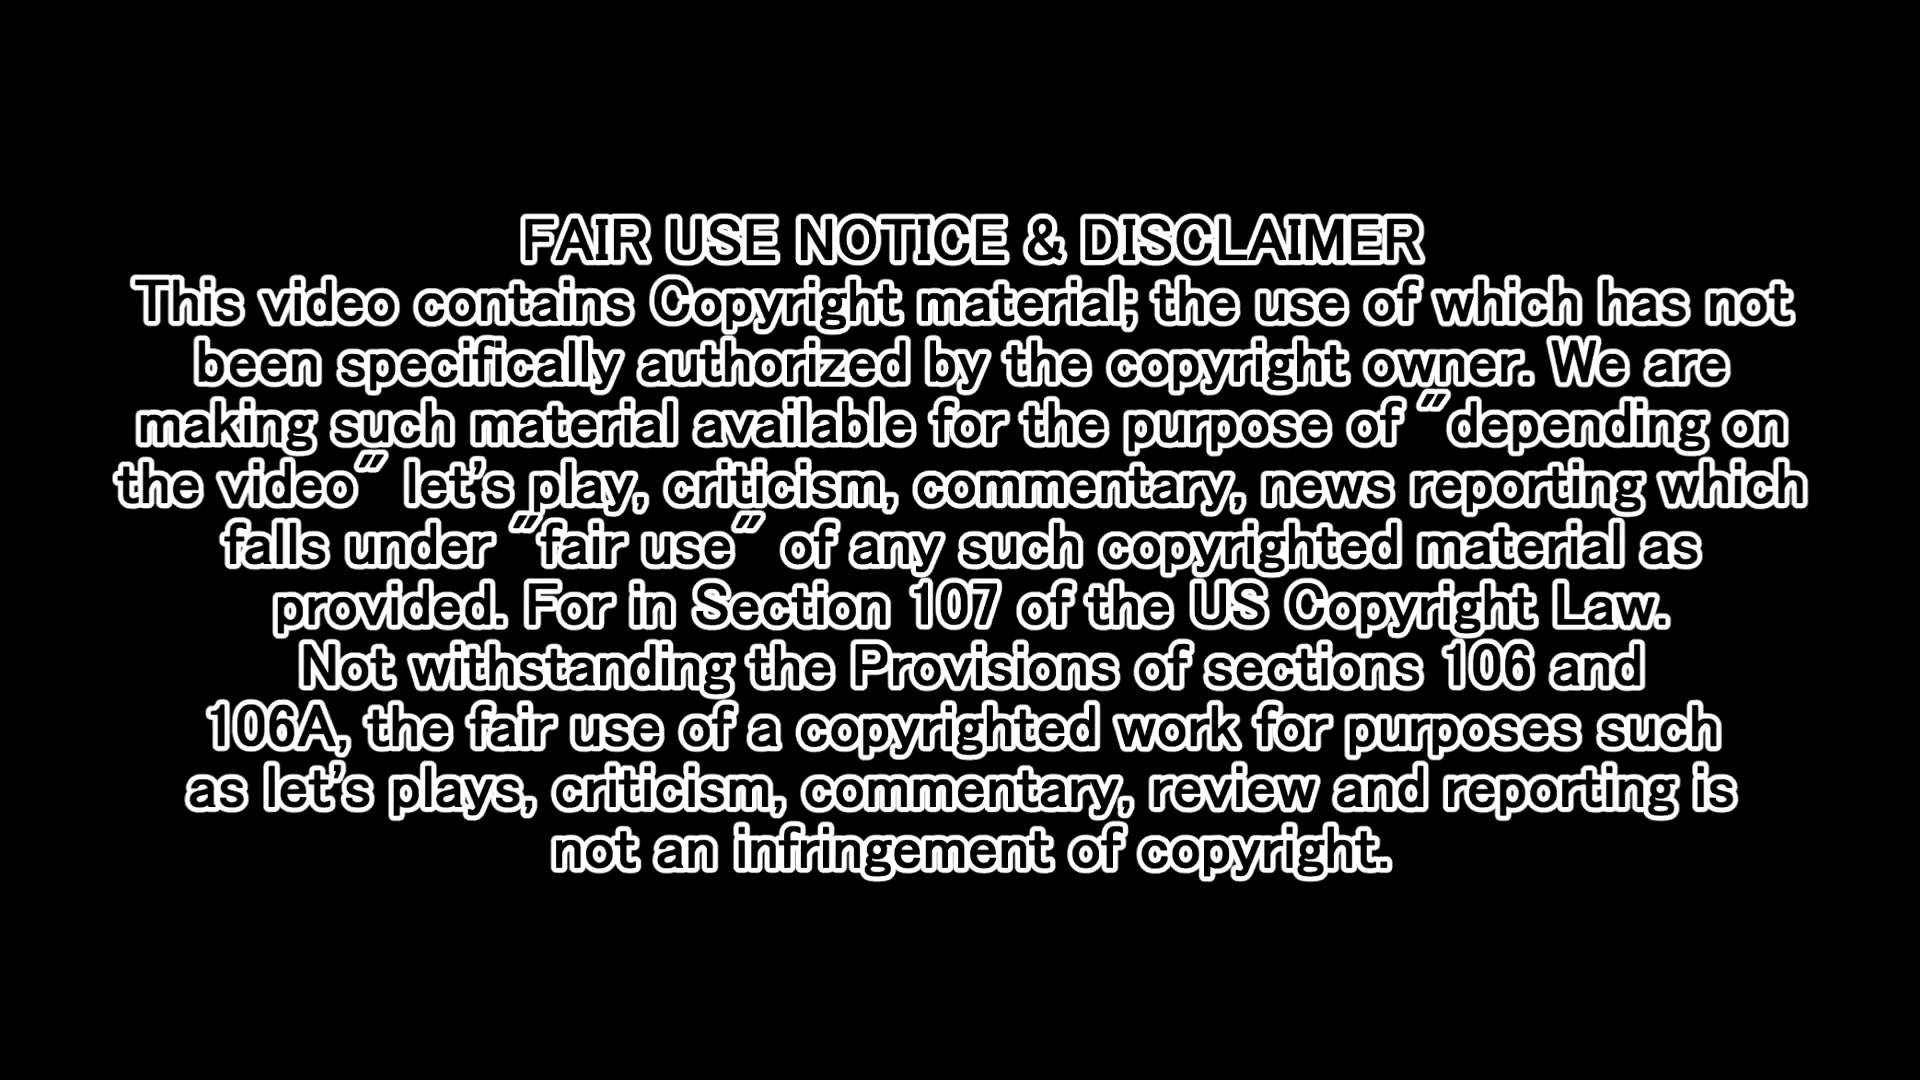 FAIR USE NOTICE & DISCLAIMER
This video contains Copyright material; the use of which has not
been specifically authorized by the copyright owner. We are
making such material available for the purpose of "depending on
the video" let's play, criticism, commentary, news reporting which
falls under "fair use" of any such copyrighted material as
provided. For in Section 107 of the US Copyright Law.
Not withstanding the Provisions of sections 106 and
106A, the fair use of a copyrighted work for purposes such
as let's plays, criticism, commentary, review and reporting is
not an infringement of copyright.